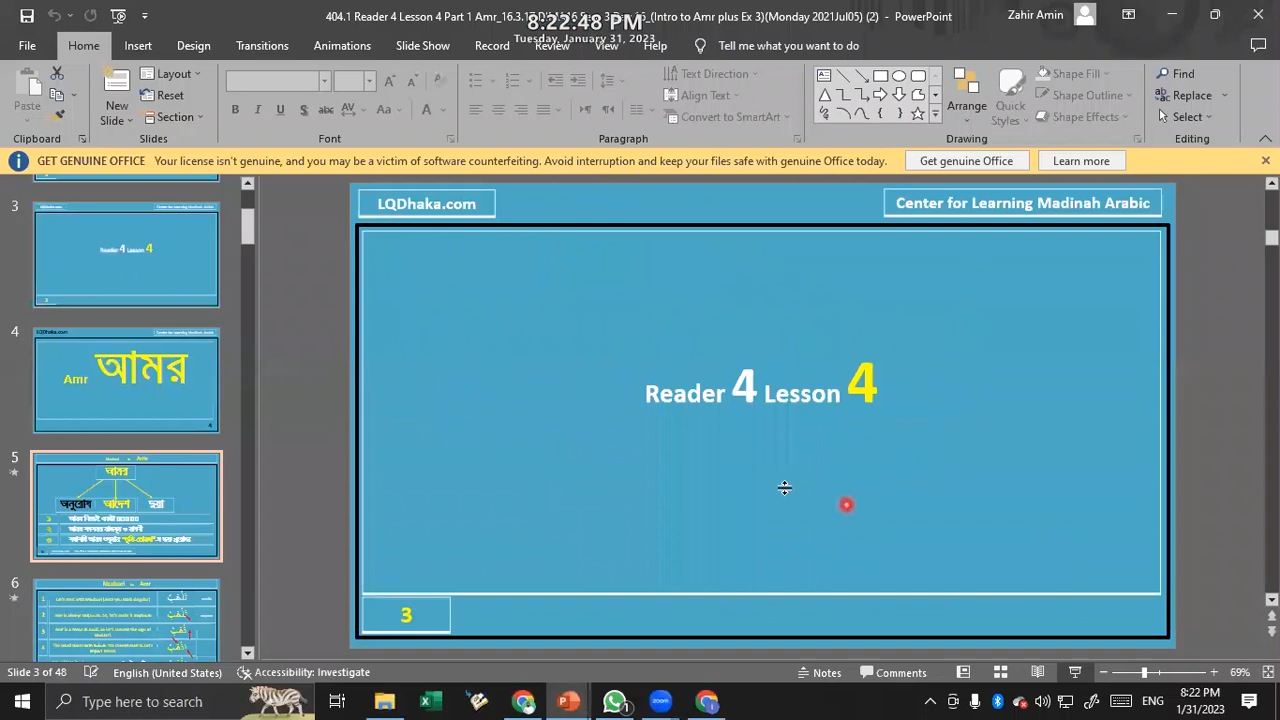 404.1 Reader 4 Lesson 4 Part 1 Amr_16.3.
(Intro to Amr plus Ex 3)(Monday 2021Jul05) (2) - PowerPoint
Zahir Amin
8:22:48 PM
Tuesday, January 31, 2023
File Home Insert Design Transitions Animations Slide Show Record Review View Help Tell me what you want to do
Paste
New
Slide
Layout
Reset
Section
Text Direction
Align Text
Convert to SmartArt
Arrange
Quick
Styles
Shape Fill
Shape Outline
Shape Effects
Find
Replace
Select
Clipboard Slides Font Paragraph Drawing Editing
GET GENUINE OFFICE Your license isn't genuine, and you may be a victim of software counterfeiting. Avoid interruption and keep your files safe with genuine Office today. Get genuine Office Learn more
3
Reader 4 Lesson 4
4
Amr আমর
5
আমর
অনুরোধ আদেশ দুয়া
6
LQDhaka.com
Center for Learning Madinah Arabic
Reader 4 Lesson 4
3
Slide 3 of 48 English (United States) Accessibility: Investigate Notes Comments 69%
Type here to search
ENG
8:22 PM
1/31/2023